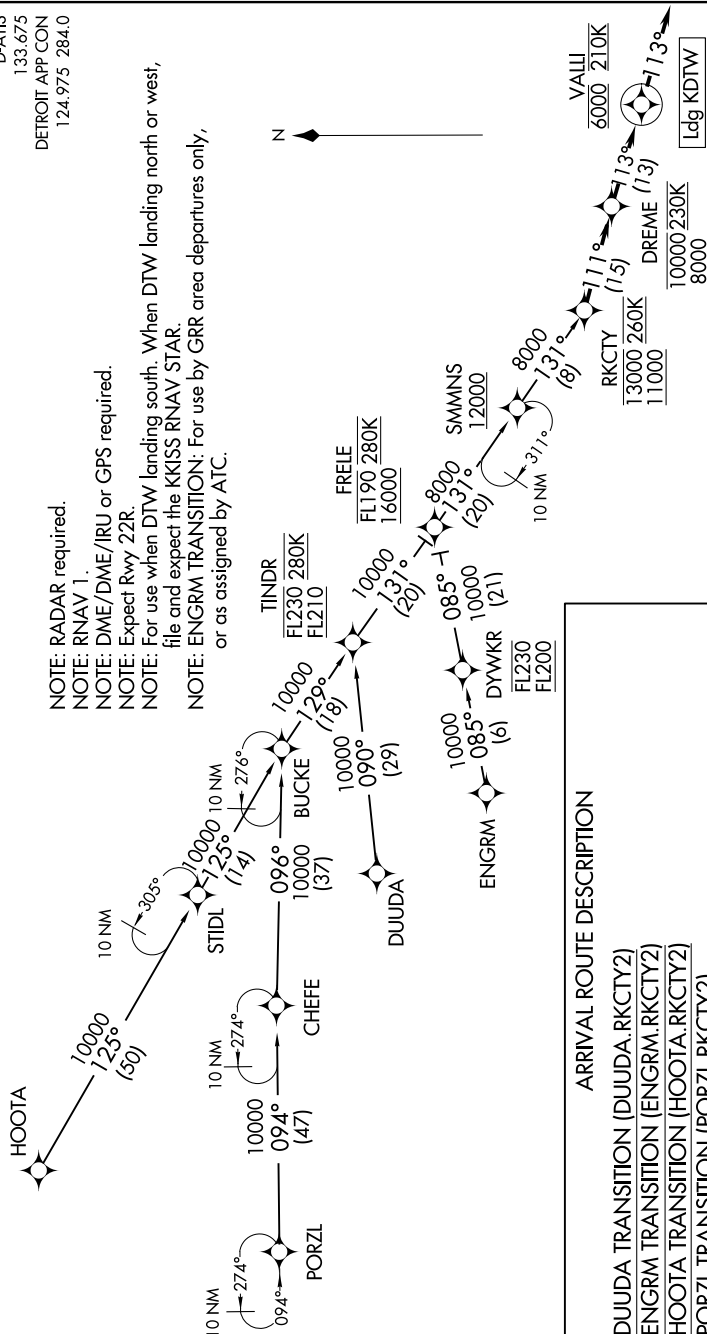 D-ATIS
133.675
DETROIT APP CON
124.975 284.0
NOTE: RADAR required.
NOTE: RNAV 1.
NOTE: DME/DME/IRU or GPS required.
NOTE: Expect Rwy 22R.
NOTE: For use when DTW landing south. When DTW landing north or west,
file and expect the KKISS RNAV STAR.
NOTE: ENGRM TRANSITION: For use by GRR area departures only,
or as assigned by ATC.
N
HOOTA
10000
125°
(50)
10 NM
305°
STIDL
10000
125°
(14)
10 NM
274°
094°
PORZL
10000
094°
(47)
10 NM
274°
CHEFE
096°
10000
(37)
10 NM
276°
BUCKE
10000
129°
(18)
DUUDA
10000
090°
(29)
TINDR
FL230 280K
FL210
10000
131°
(20)
ENGRM
10000
085°
(6)
DYWKR
FL230
FL200
085°
10000
(21)
FRELE
FL190 280K
16000
8000
131°
(20)
SMMNS
12000
10 NM
311°
8000
131°
(8)
RKCTY
13000 260K
11000
111°
(15)
DREME
10000 230K
8000
113°
(13)
VALLI
6000 210K
113°
Ldg KDTW
ARRIVAL ROUTE DESCRIPTION
DUUDA TRANSITION (DUUDA.RKCTY2)
ENGRM TRANSITION (ENGRM.RKCTY2)
HOOTA TRANSITION (HOOTA.RKCTY2)
PORZL TRANSITION (PORZL.RKCTY2)